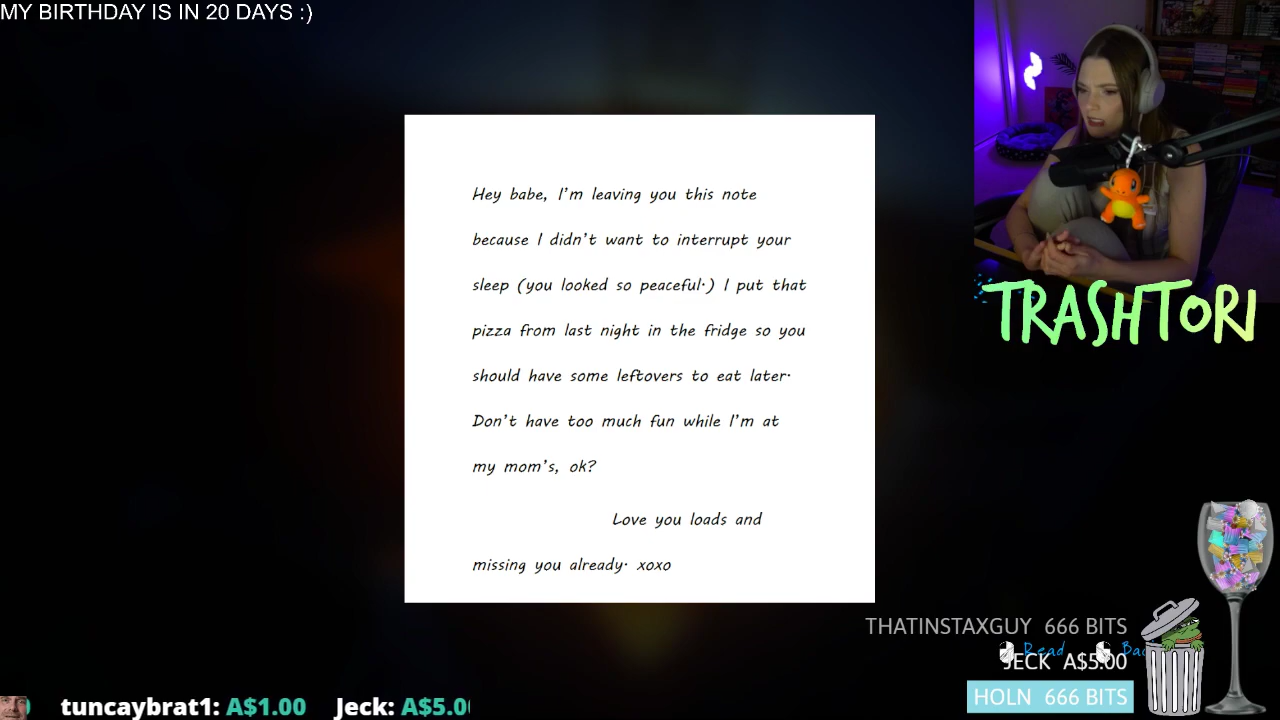 MY BIRTHDAY IS IN 20 DAYS :)
Hey babe, I'm leaving you this note
because I didn't want to interrupt your
sleep (you looked so peaceful.) I put that
pizza from last night in the fridge so you
should have some leftovers to eat later.
Don't have too much fun while I'm at
my mom's, ok?
Love you loads and
missing you already. xoxo
TRASHTORI
THATINSTAXGUY 666 BITS
Read
JECK A$5.00
HOLN 666 BITS
tuncaybrat1: A$1.00 Jeck: